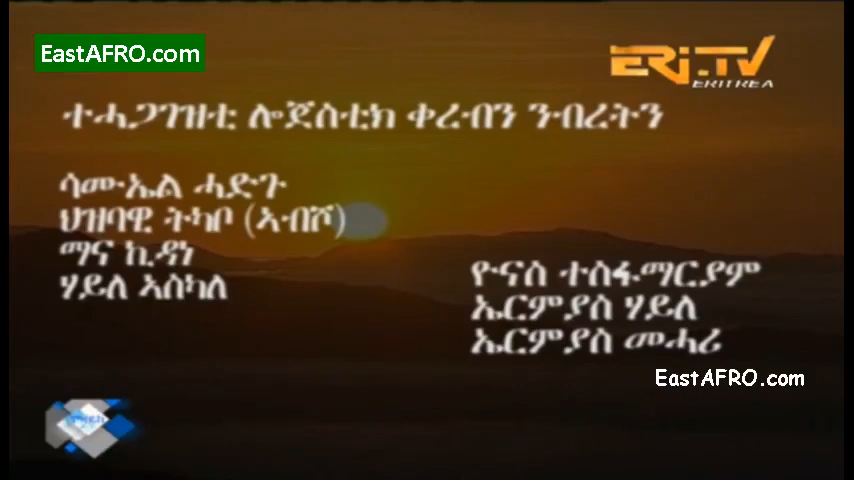 EastAFRO.com
ERi.TV
ERITREA
ተሓጋገዝቲ ሎጀስቲክ ቀረብን ንብረትን
ሳሙኤል ሓድጉ
ህዝባዊ ትካቦ (ኣብሾ)
ማና ኪዳነ
ሃይለ ኣስካለ
ዮናስ ተስፋማርያም
ኤርምያስ ሃይለ
ኤርምያስ መሓሪ
EastAFRO.com